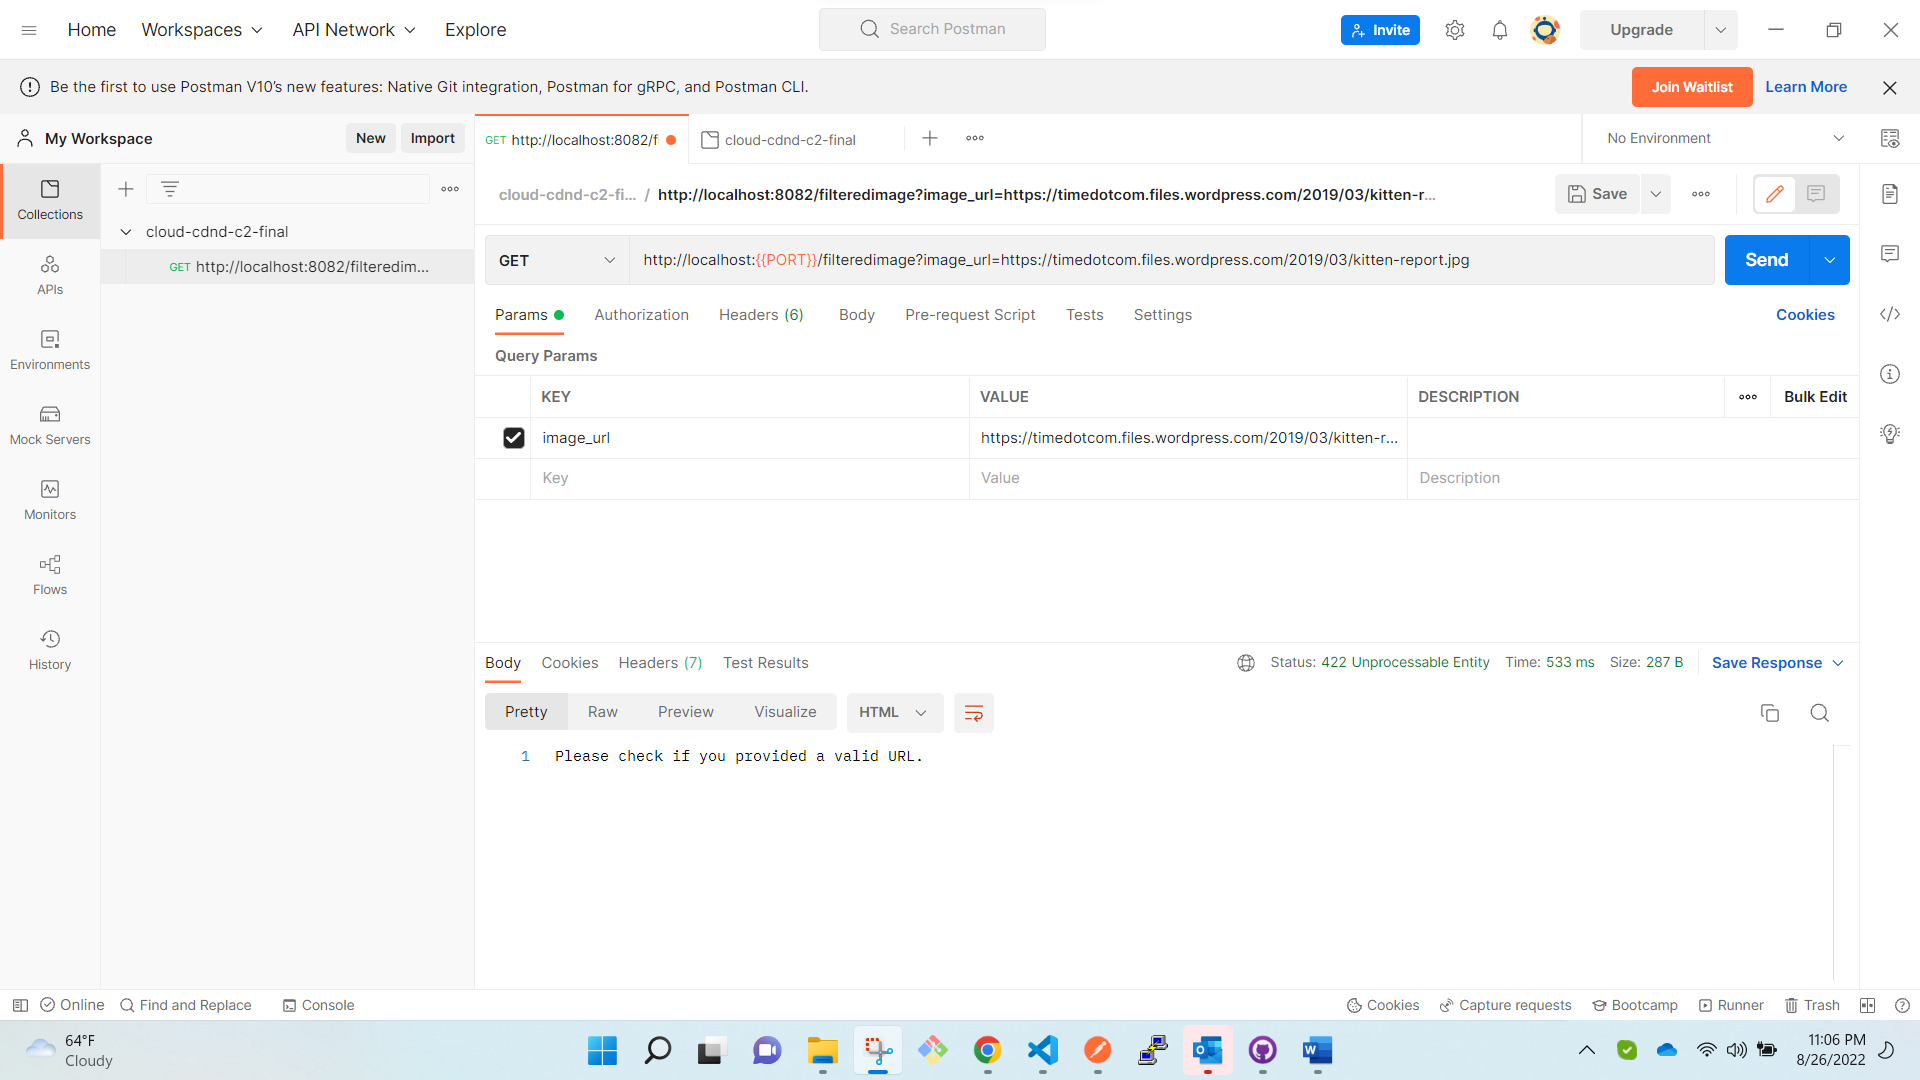 Home
Workspaces
API Network
Explore
Search Postman
Invite
Upgrade
Be the first to use Postman V10’s new features: Native Git integration, Postman for gRPC, and Postman CLI.
Join Waitlist
Learn More
My Workspace
New
Import
GET http://localhost:8082/f
cloud-cdnd-c2-final
No Environment
Collections
APIs
Environments
Mock Servers
Monitors
Flows
History
cloud-cdnd-c2-final
GET http://localhost:8082/filteredim...
cloud-cdnd-c2-fi... / http://localhost:8082/filteredimage?image_url=https://timedotcom.files.wordpress.com/2019/03/kitten-r...
Save
GET
http://localhost:{{PORT}}/filteredimage?image_url=https://timedotcom.files.wordpress.com/2019/03/kitten-report.jpg
Send
Params
Authorization
Headers (6)
Body
Pre-request Script
Tests
Settings
Cookies
Query Params
KEY
VALUE
DESCRIPTION
Bulk Edit
image_url
https://timedotcom.files.wordpress.com/2019/03/kitten-r...
Key
Value
Description
Body
Cookies
Headers (7)
Test Results
Status: 422 Unprocessable Entity
Time: 533 ms
Size: 287 B
Save Response
Pretty
Raw
Preview
Visualize
HTML
1 Please check if you provided a valid URL.
Online
Find and Replace
Console
Cookies
Capture requests
Bootcamp
Runner
Trash
64°F
Cloudy
11:06 PM
8/26/2022